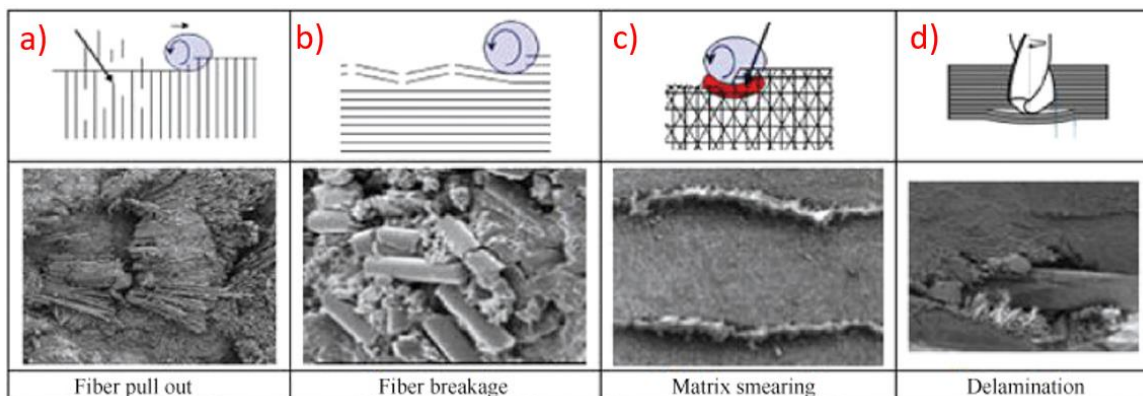 a) b) c) d)
Fiber pull out Fiber breakage Matrix smearing Delamination